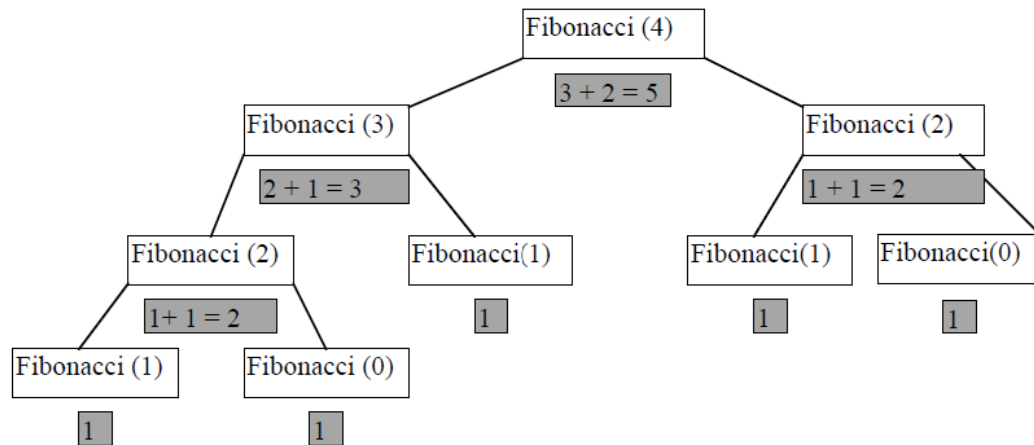 Fibonacci (4)
3 + 2 = 5
Fibonacci (3)
Fibonacci (2)
2 + 1 = 3
1 + 1 = 2
Fibonacci (2)
Fibonacci(1)
Fibonacci(1)
Fibonacci(0)
1+ 1 = 2
1
1
1
Fibonacci (1)
Fibonacci (0)
1
1